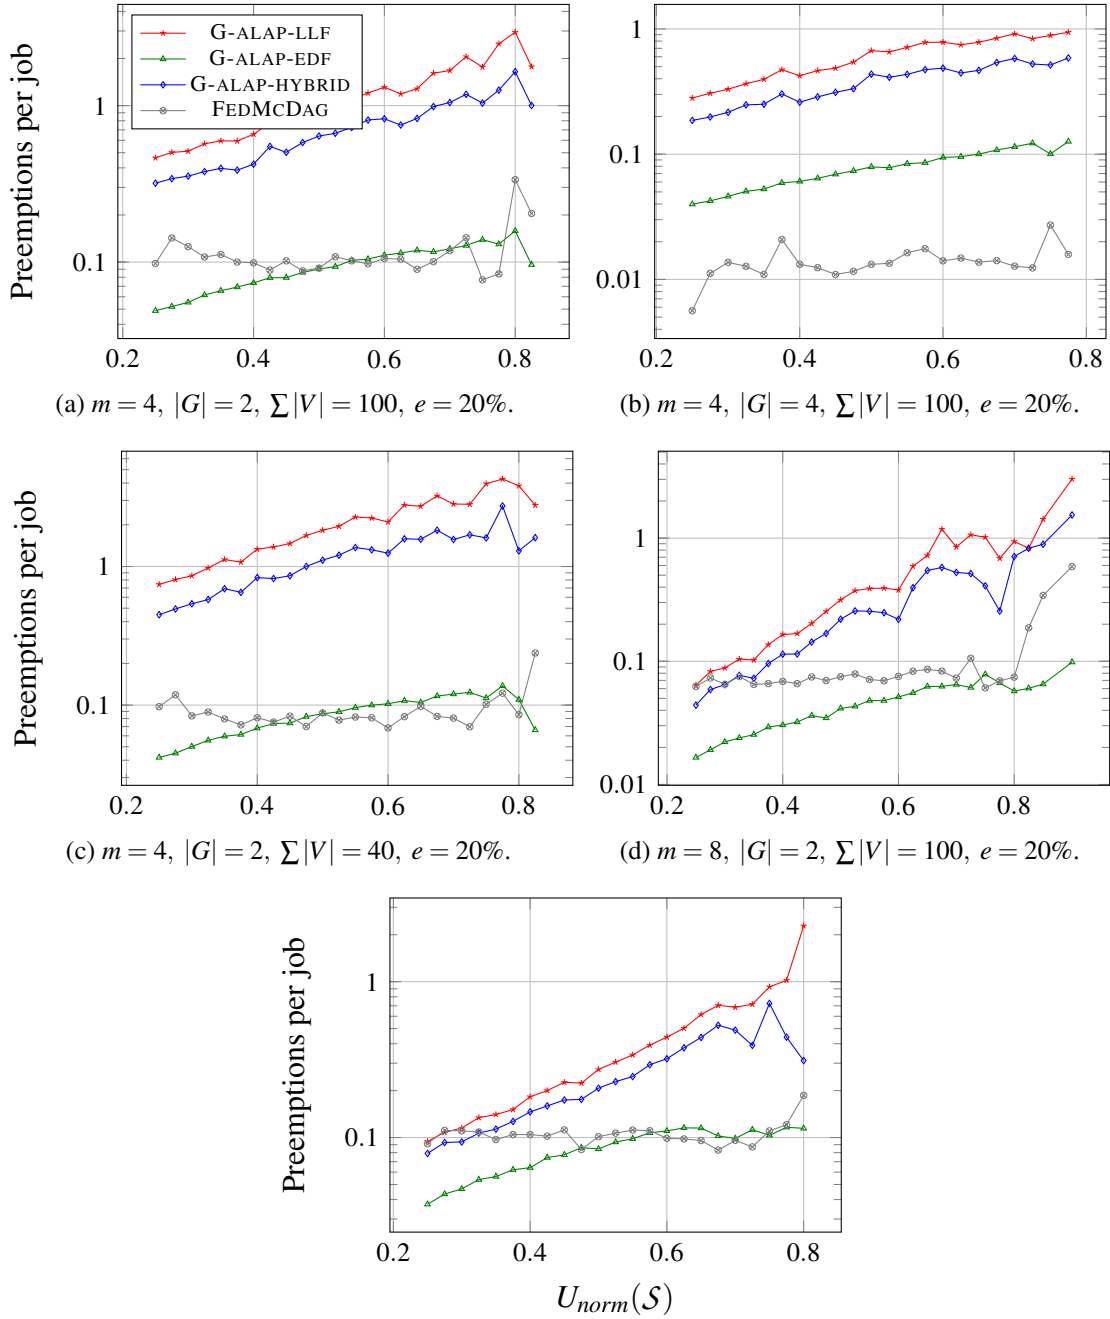 G-ALAP-LLF
G-ALAP-EDF
G-ALAP-HYBRID
FEDMCDAG
Preemptions per job
1
0.1
0.2 0.4 0.6 0.8
(a) m = 4, |G| = 2, ∑|V| = 100, e = 20%.
1
0.1
0.01
0.2 0.4 0.6 0.8
(b) m = 4, |G| = 4, ∑|V| = 100, e = 20%.
Preemptions per job
1
0.1
0.2 0.4 0.6 0.8
(c) m = 4, |G| = 2, ∑|V| = 40, e = 20%.
1
0.1
0.01
0.2 0.4 0.6 0.8
(d) m = 8, |G| = 2, ∑|V| = 100, e = 20%.
Preemptions per job
1
0.1
0.2 0.4 0.6 0.8
U_norm(𝒮)